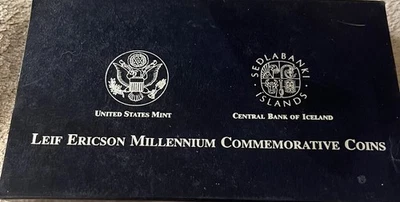 SEDLABANKI
ÍSLANDS
UNITED STATES MINT
CENTRAL BANK OF ICELAND
LEIF ERICSON MILLENNIUM COMMEMORATIVE COINS